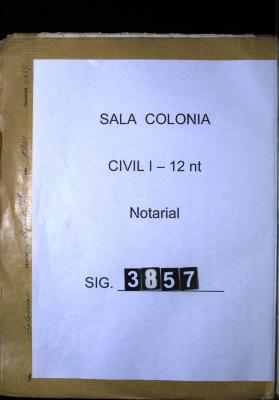 SALA COLONIA
CIVIL I – 12 nt
Notarial
SIG. 3857